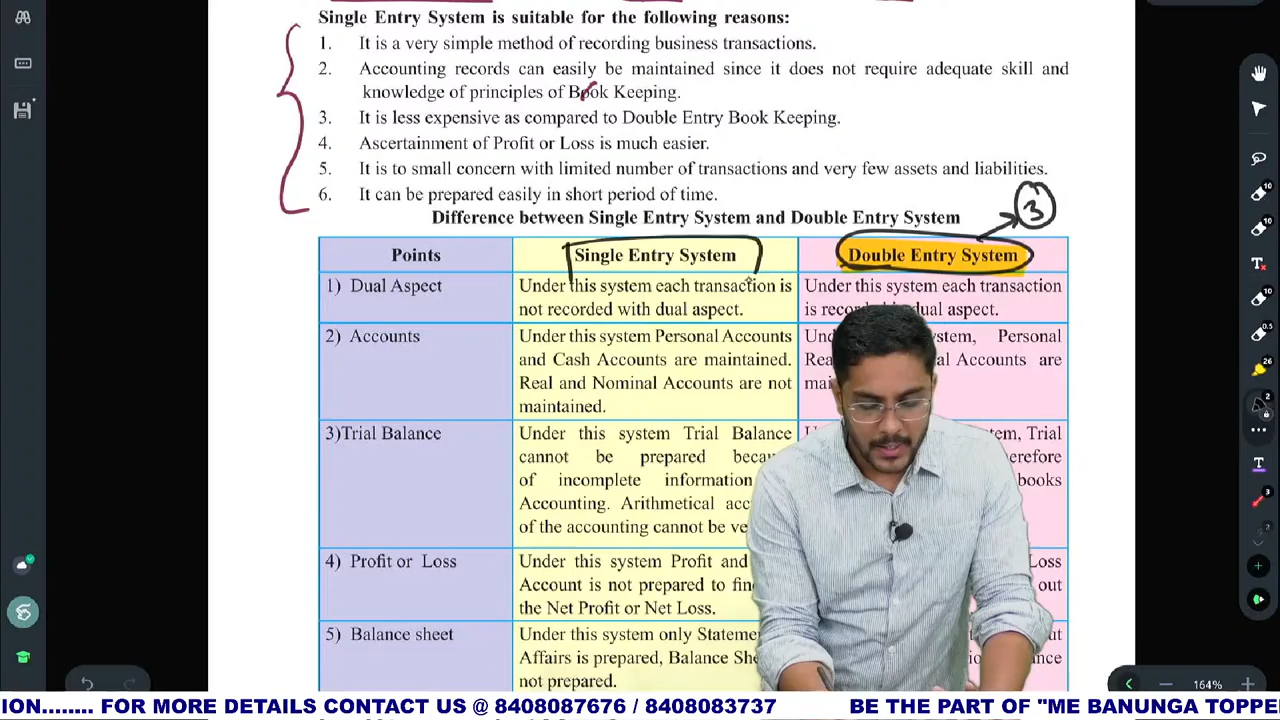 Single Entry System is suitable for the following reasons:
1. It is a very simple method of recording business transactions.
2. Accounting records can easily be maintained since it does not require adequate skill and
knowledge of principles of Book Keeping.
3. It is less expensive as compared to Double Entry Book Keeping.
4. Ascertainment of Profit or Loss is much easier.
5. It is to small concern with limited number of transactions and very few assets and liabilities.
6. It can be prepared easily in short period of time.
3
Difference between Single Entry System and Double Entry System
Points Single Entry System Double Entry System
1) Dual Aspect
Under this system each transaction is
not recorded with dual aspect.
Under this system each transaction
is dual aspect.
2) Accounts
Under this system Personal Accounts
and Cash Accounts are maintained.
Real and Nominal Accounts are not
maintained.
Personal
Accounts are
3)Trial Balance
Under this system Trial Balance
cannot be prepared
of incomplete information
Accounting. Arithmetical
of the accounting cannot be
Trial
books
4) Profit or Loss
Under this system Profit and
Account is not prepared to
the Net Profit or Net Loss.
Loss
out
5) Balance sheet
Under this system only
Affairs is prepared, Balance
not prepared.
164%
ION........ FOR MORE DETAILS CONTACT US @ 8408087676 / 8408083737 BE THE PART OF "ME BANUNGA TOPPE